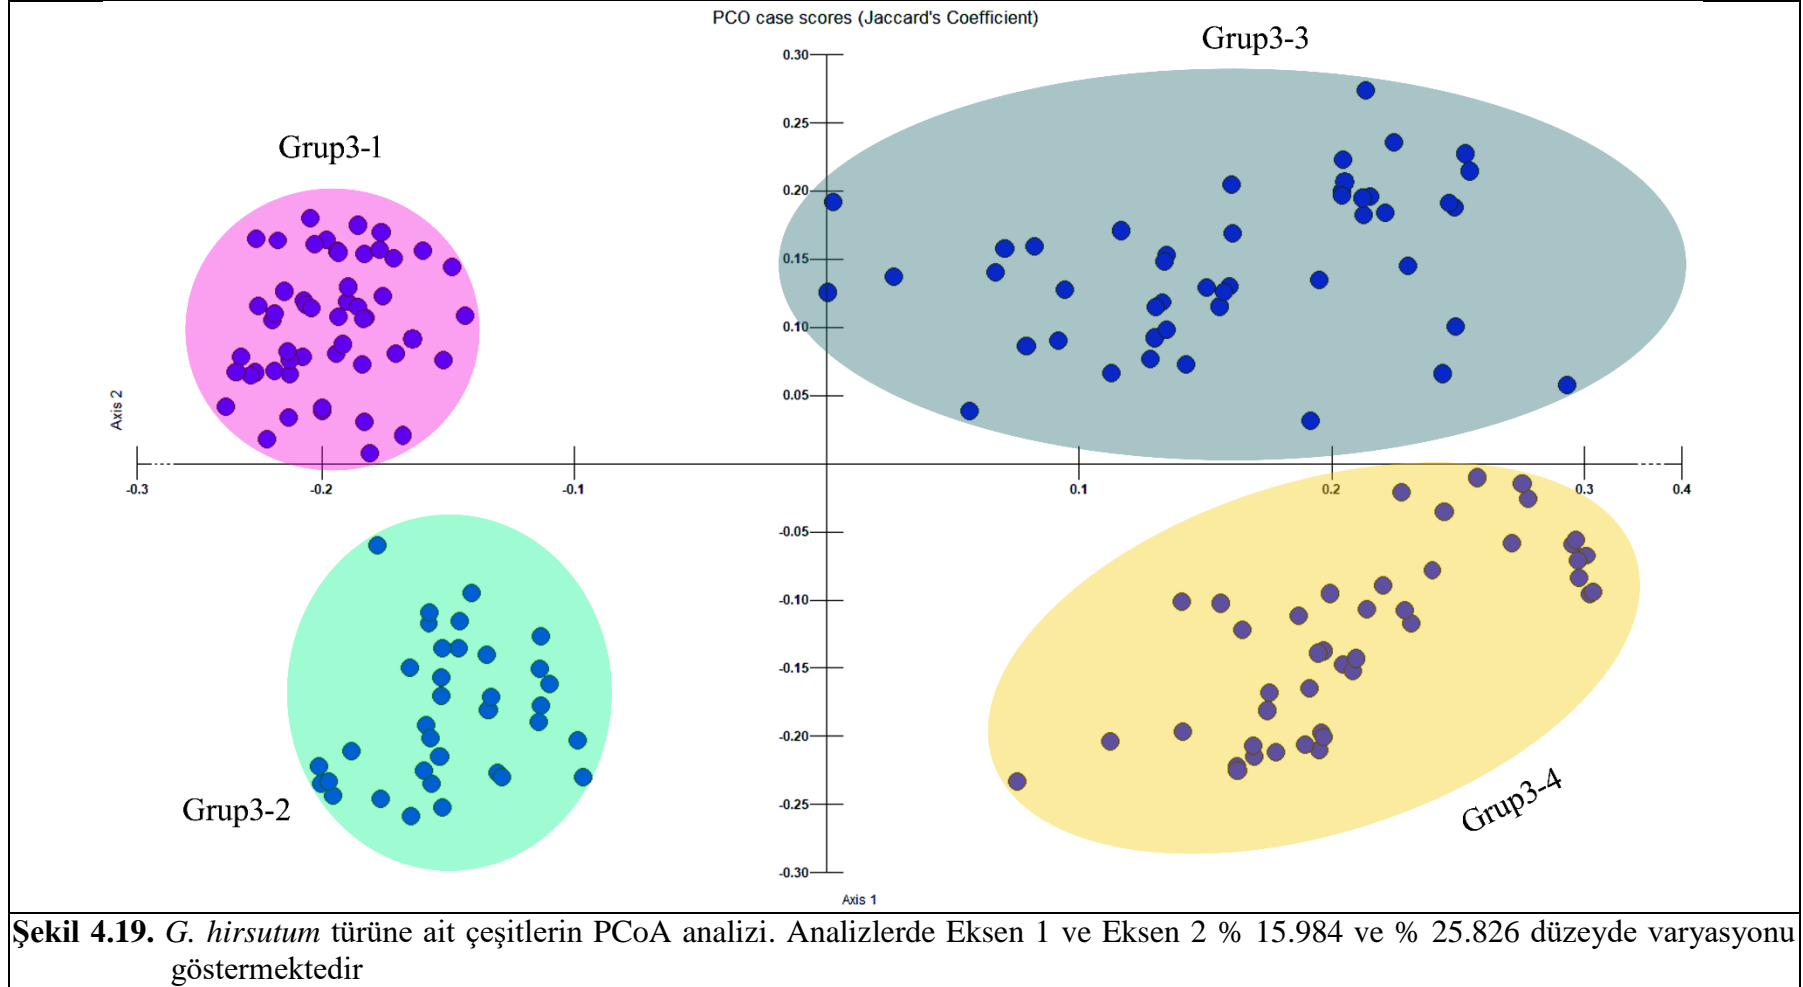 PCO case scores (Jaccard's Coefficient)
Grup3-3
0.30
0.25
Grup3-1
0.20
0.15
0.10
0.05
Axis 2
-0.3
-0.2
-0.1
0.1
0.2
0.3
0.4
-0.05
-0.10
-0.15
-0.20
Grup3-2
Grup3-4
-0.25
-0.30
Axis 1
Şekil 4.19. G. hirsutum türüne ait çeşitlerin PCoA analizi. Analizlerde Eksen 1 ve Eksen 2 % 15.984 ve % 25.826 düzeyde varyasyonu
göstermektedir